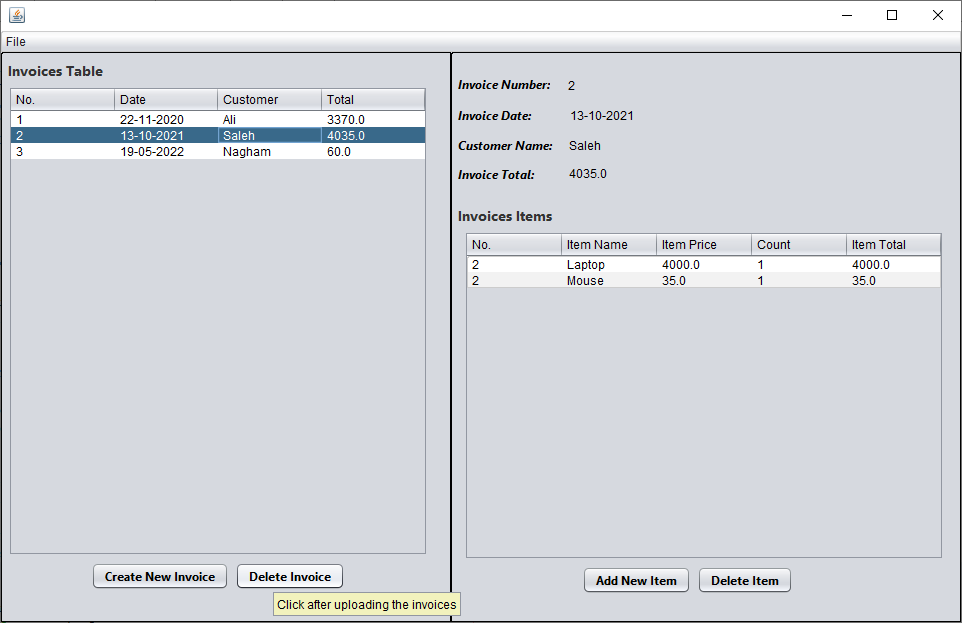 File
Invoices Table
No. Date Customer Total
1 22-11-2020 Ali 3370.0
2 13-10-2021 Saleh 4035.0
3 19-05-2022 Nagham 60.0
Create New Invoice Delete Invoice
Click after uploading the invoices
Invoice Number: 2
Invoice Date: 13-10-2021
Customer Name: Saleh
Invoice Total: 4035.0
Invoices Items
No. Item Name Item Price Count Item Total
2 Laptop 4000.0 1 4000.0
2 Mouse 35.0 1 35.0
Add New Item Delete Item